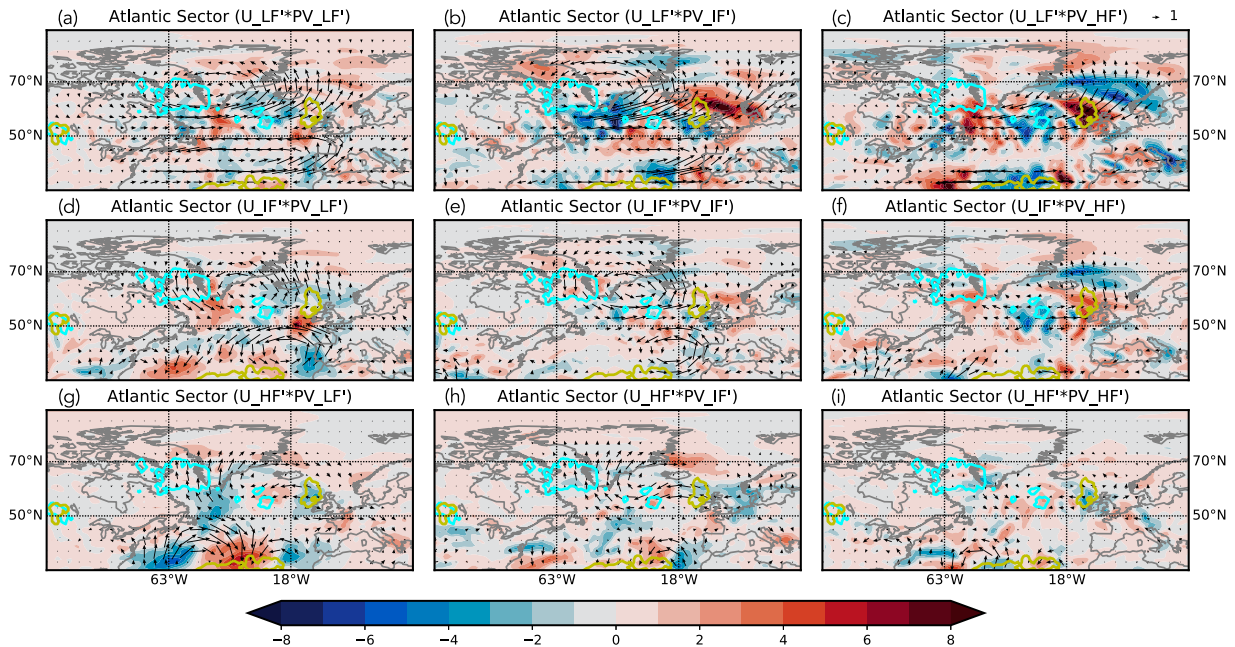 (a) Atlantic Sector (U_LF'*PV_LF')
(b) Atlantic Sector (U_LF'*PV_IF')
(c) Atlantic Sector (U_LF'*PV_HF') 1
70°N 70°N
50°N 50°N
(d) Atlantic Sector (U_IF'*PV_LF')
(e) Atlantic Sector (U_IF'*PV_IF')
(f) Atlantic Sector (U_IF'*PV_HF')
70°N 70°N
50°N 50°N
(g) Atlantic Sector (U_HF'*PV_LF')
(h) Atlantic Sector (U_HF'*PV_IF')
(i) Atlantic Sector (U_HF'*PV_HF')
70°N 70°N
50°N 50°N
63°W 18°W 63°W 18°W 63°W 18°W
−8 −6 −4 −2 0 2 4 6 8